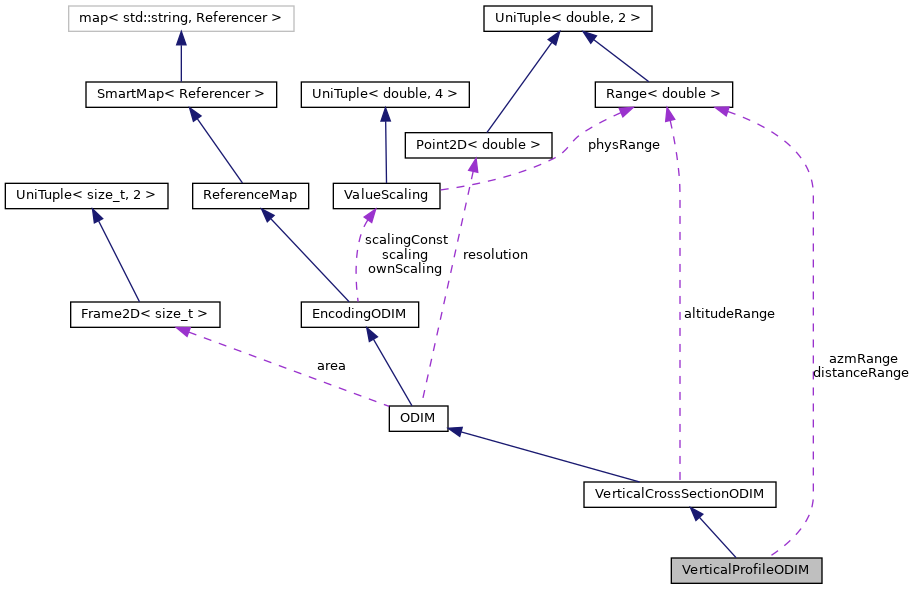 map< std::string, Referencer >
UniTuple< double, 2 >
SmartMap< Referencer >
UniTuple< double, 4 >
Range< double >
Point2D< double >
physRange
UniTuple< size_t, 2 >
ReferenceMap
ValueScaling
scalingConst
scaling
ownScaling
resolution
Frame2D< size_t >
EncodingODIM
altitudeRange
area
azmRange
distanceRange
ODIM
VerticalCrossSectionODIM
VerticalProfileODIM